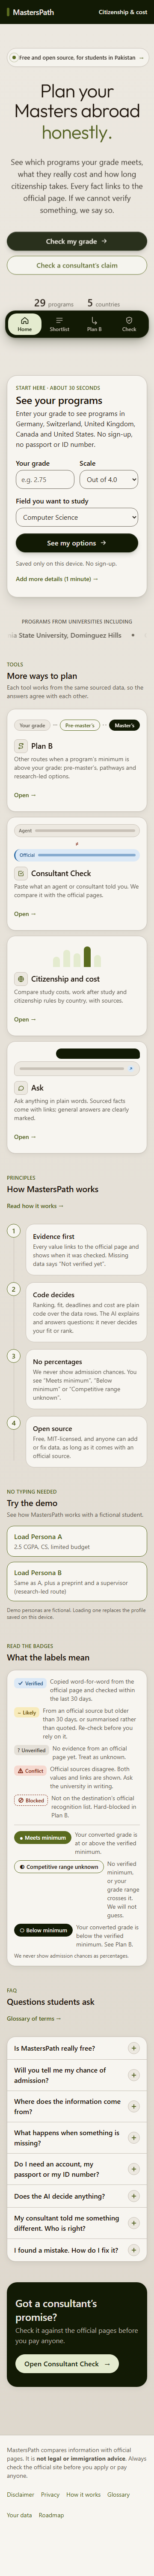 MastersPath
Citizenship & cost
Free and open source, for students in Pakistan →
Plan your
Masters abroad
honestly.
See which programs your grade meets,
what they really cost and how long
citizenship takes. Every fact links to the
official page. If we cannot verify
something, we say so.
Check my grade →
Check a consultant's claim
29 programs 5 countries
Home Shortlist Plan B Check
START HERE · ABOUT 30 SECONDS
See your programs
Enter your grade to see programs in
Germany, Switzerland, United Kingdom,
Canada and United States. No sign-up,
no passport or ID number.
Your grade Scale
e.g. 2.75 Out of 4.0
Field you want to study
Computer Science
See my options →
Saved only on this device. No sign-up.
Add more details (1 minute) →
PROGRAMS FROM UNIVERSITIES INCLUDING
State University, Dominguez Hills
TOOLS
More ways to plan
Each tool works from the same sourced data, so the
answers agree with each other.
Your grade Pre-master's Master's
Plan B
Other routes when a program's minimum is
above your grade: pre-master's, pathways and
research-led options.
Open →
Agent
≠
Official
Consultant Check
Paste what an agent or consultant told you. We
compare it with the official pages.
Open →
Citizenship and cost
Compare study costs, work after study and
citizenship rules by country, with sources.
Open →
Ask
Ask anything in plain words. Sourced facts
come with links; general answers are clearly
marked.
Open →
PRINCIPLES
How MastersPath works
Read how it works →
1
Evidence first
Every value links to the official page and shows
when it was checked. Missing
data says "Not verified yet".
2
Code decides
Ranking, fit, deadlines and cost are plain
code over the data rows. The AI explains
and answers questions: it never decides
your fit or rank.
3
No percentages
We never show admission chances. You
see "Meets minimum", "Below
minimum" or "Competitive range
unknown".
4
Open source
Free, MIT-licensed, and anyone can add
or fix data, as long as it comes with an
official source.
NO TYPING NEEDED
Try the demo
See how MastersPath works with a fictional student.
Load Persona A
2.5 CGPA, CS, limited budget
Load Persona B
Same as A, plus a preprint and a supervisor
(research-led route)
Demo personas are fictional. Loading one replaces the profile
saved on this device.
READ THE BADGES
What the labels mean
✓ Verified Copied word-for-word from the
official page and checked within
the last 30 days.
~ Likely From an official source but older
than 30 days, or summarised rather
than quoted. Re-check before you
rely on it.
? Unverified No evidence from an official
page yet. Treat as unknown.
Conflict Official sources disagree. Both
values and links are shown. Ask
the university in writing.
Blocked Not on the destination's official
recognition list. Hard-blocked in
Plan B.
Meets minimum Your converted grade is
at or above the verified
minimum.
Competitive range unknown No verified
minimum,
or your
grade range
crosses it.
We will not
guess.
Below minimum Your converted grade is
below the verified
minimum. See Plan B.
We never show admission chances as percentages.
FAQ
Questions students ask
Glossary of terms →
Is MastersPath really free? +
Will you tell me my chance of
admission? +
Where does the information come
from? +
What happens when something is
missing? +
Do I need an account, my
passport or my ID number? +
Does the AI decide anything? +
My consultant told me something
different. Who is right? +
I found a mistake. How do I fix it? +
Got a consultant's
promise?
Check it against the official pages before
you pay anyone.
Open Consultant Check →
MastersPath compares information with official
pages. It is not legal or immigration advice. Always
check the official site before you apply or pay
anyone.
Disclaimer Privacy How it works Glossary
Your data Roadmap